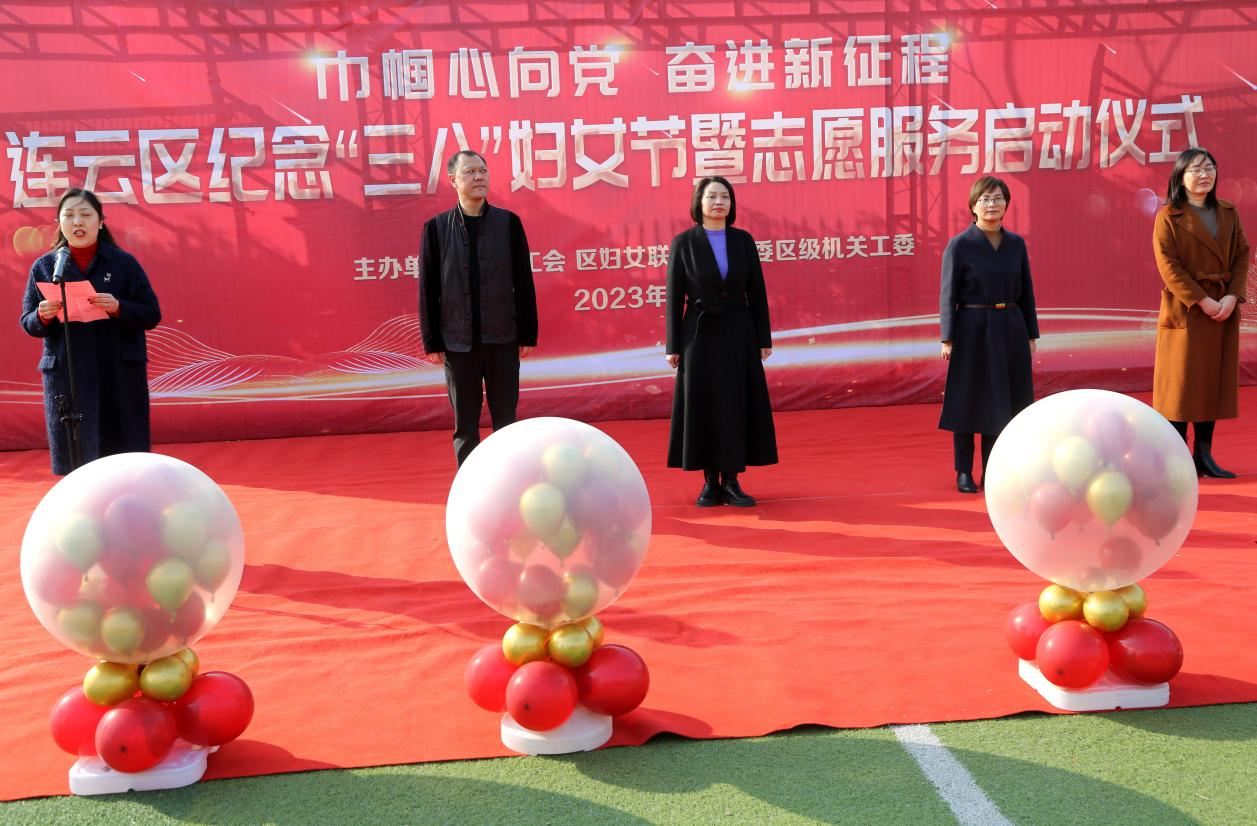 巾帼心向党 奋进新征程
连云区纪念“三八”妇女节暨志愿服务启动仪式
主办单 工会 区妇女联 委区级机关工委
2023年